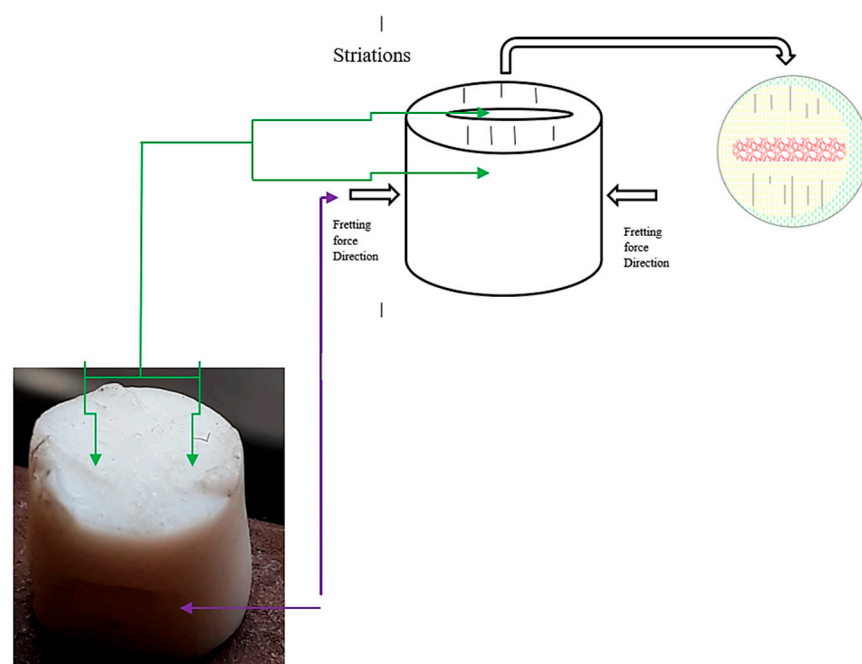 Striations
Fretting
force
Direction
Fretting
force
Direction